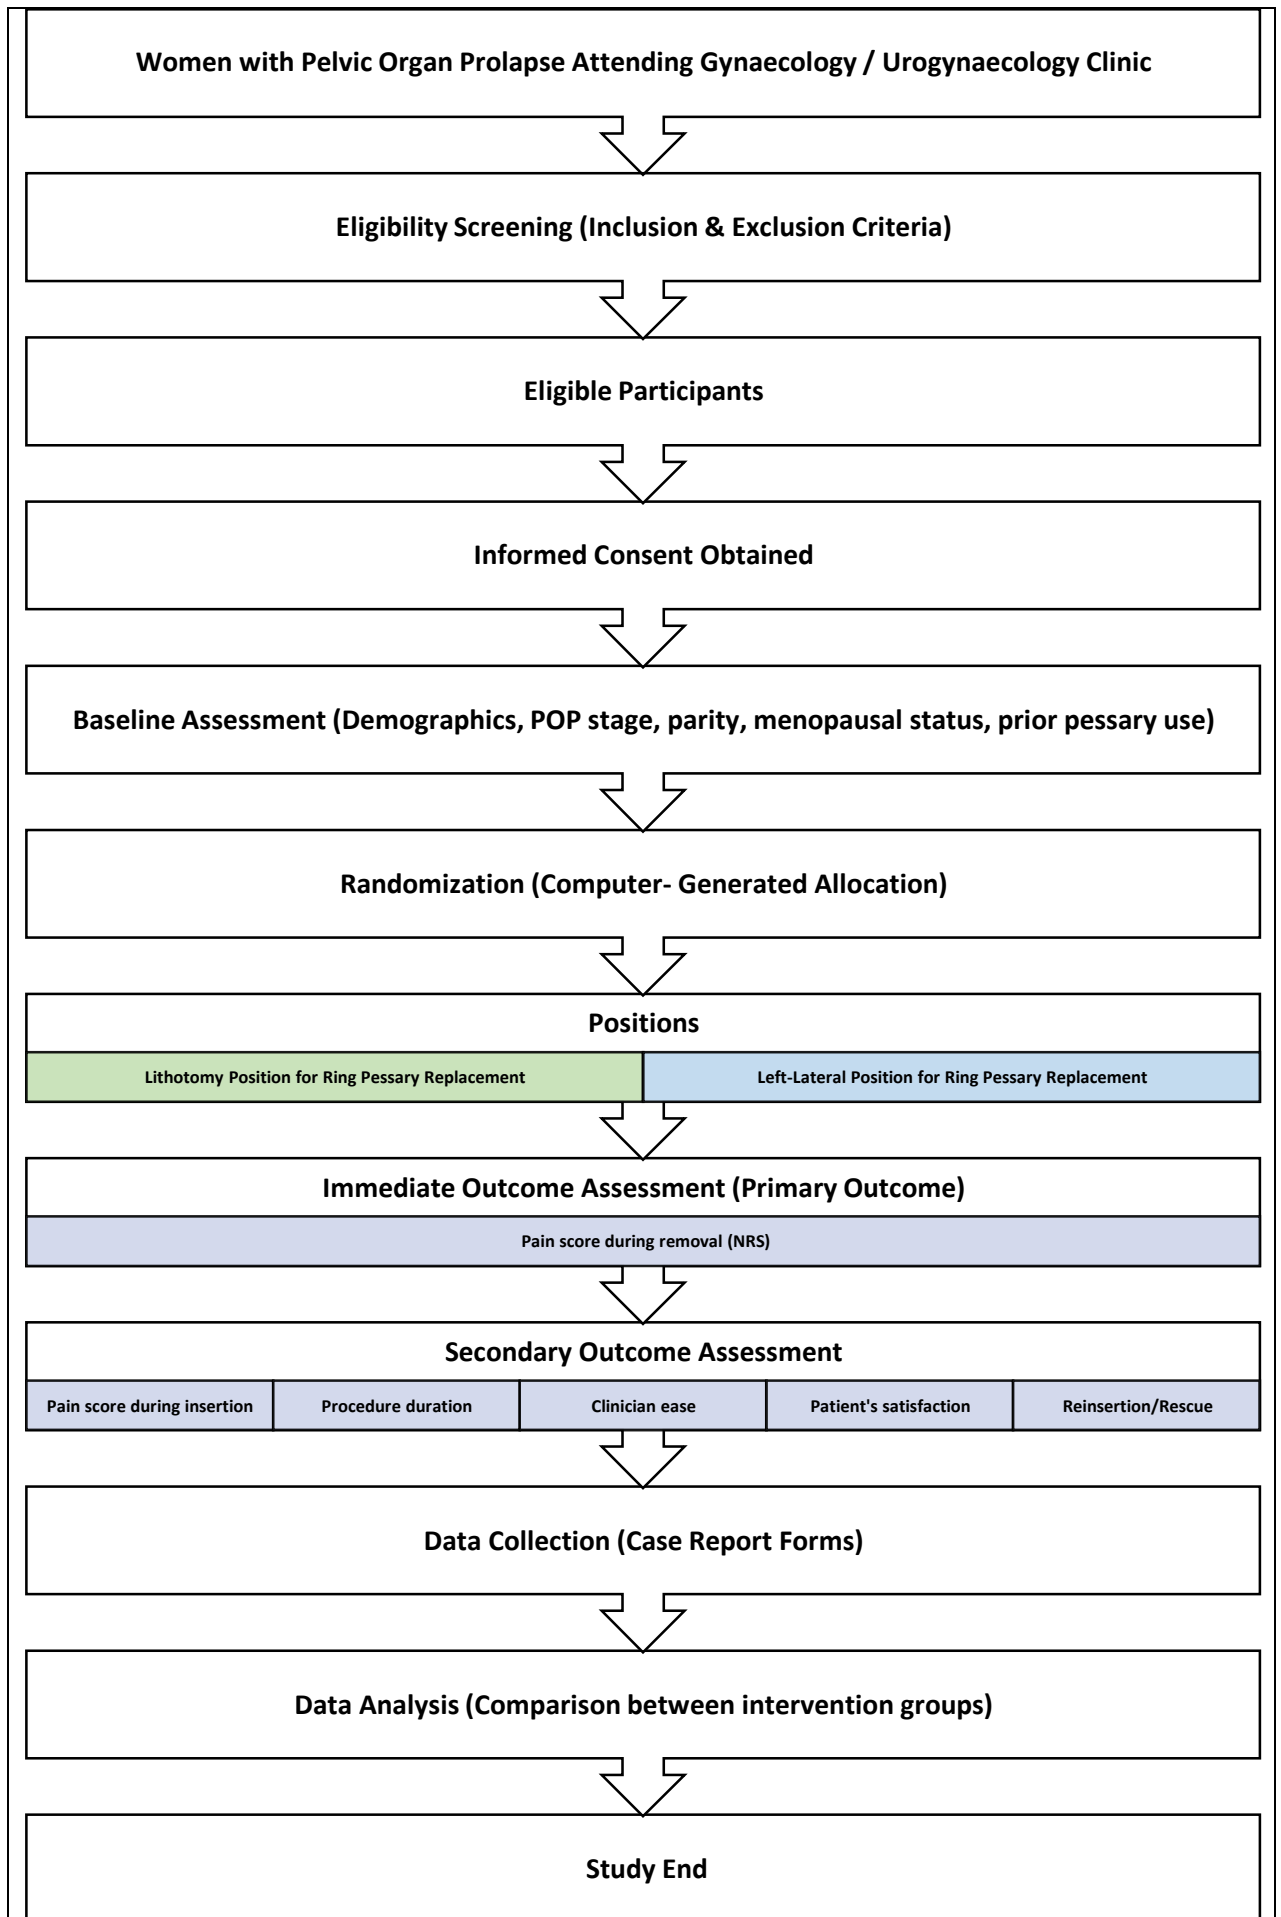 Women with Pelvic Organ Prolapse Attending Gynaecology / Urogynaecology Clinic
Eligibility Screening (Inclusion & Exclusion Criteria)
Eligible Participants
Informed Consent Obtained
Baseline Assessment (Demographics, POP stage, parity, menopausal status, prior pessary use)
Randomization (Computer- Generated Allocation)
Positions
Lithotomy Position for Ring Pessary Replacement
Left-Lateral Position for Ring Pessary Replacement
Immediate Outcome Assessment (Primary Outcome)
Pain score during removal (NRS)
Secondary Outcome Assessment
Pain score during insertion
Procedure duration
Clinician ease
Patient's satisfaction
Reinsertion/Rescue
Data Collection (Case Report Forms)
Data Analysis (Comparison between intervention groups)
Study End